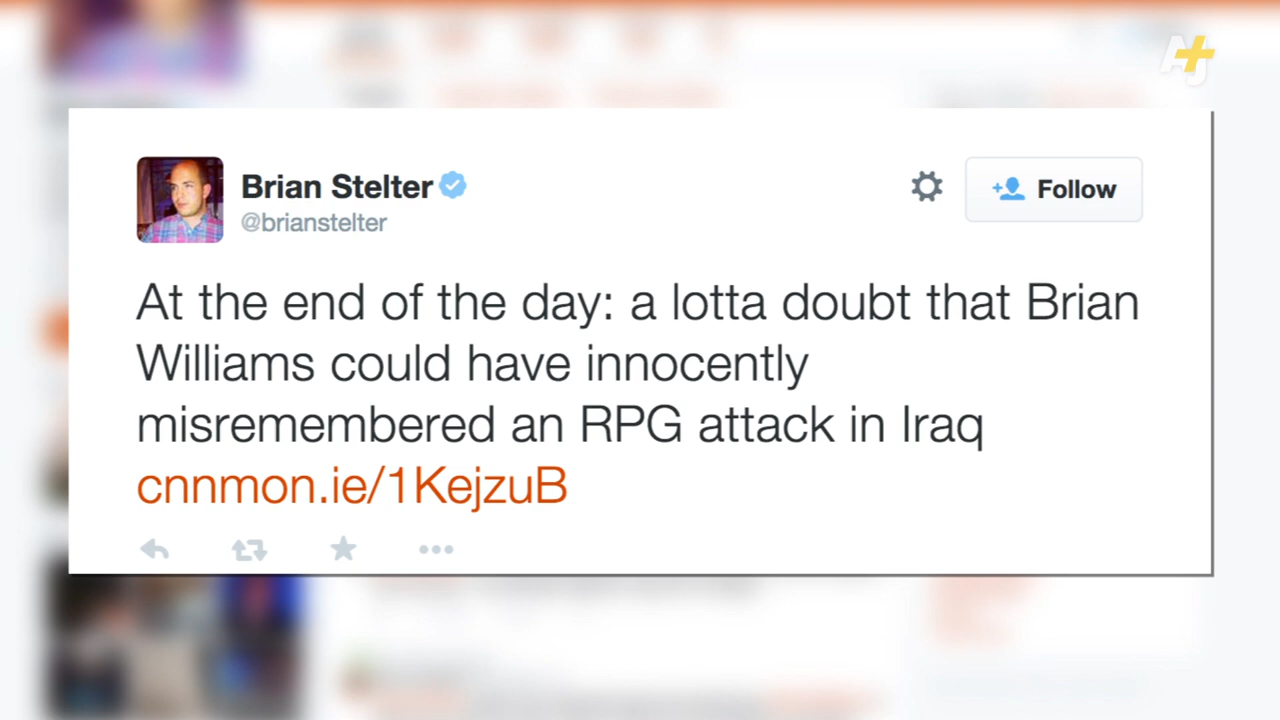 AJ+
Brian Stelter
@brianstelter
Follow
At the end of the day: a lotta doubt that Brian
Williams could have innocently
misremembered an RPG attack in Iraq
cnnmon.ie/1KejzuB